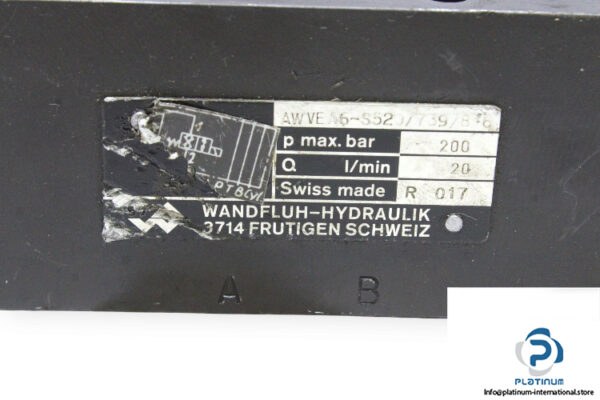 AWVE
p max. bar 200
Q l/min 20
Swiss made R 017
WANDFLUH-HYDRAULIK
3714 FRUTIGEN SCHWEIZ
A B
PLATINUM
INTERNATIONAL
Info@platinum-international.store